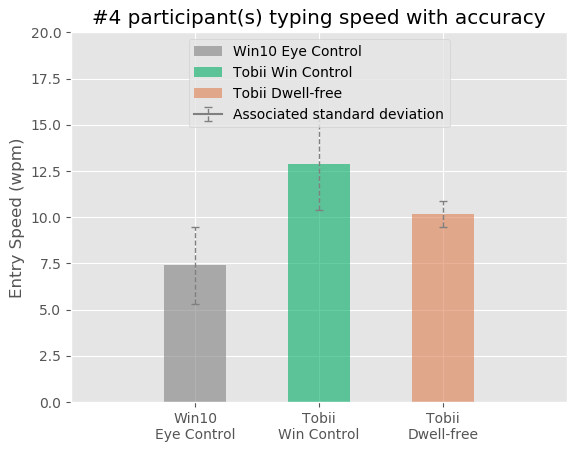 #4 participant(s) typing speed with accuracy
Win10 Eye Control
Tobii Win Control
Tobii Dwell-free
Associated standard deviation
Entry Speed (wpm)
20.0
17.5
15.0
12.5
10.0
7.5
5.0
2.5
0.0
Win10
Eye Control
Tobii
Win Control
Tobii
Dwell-free